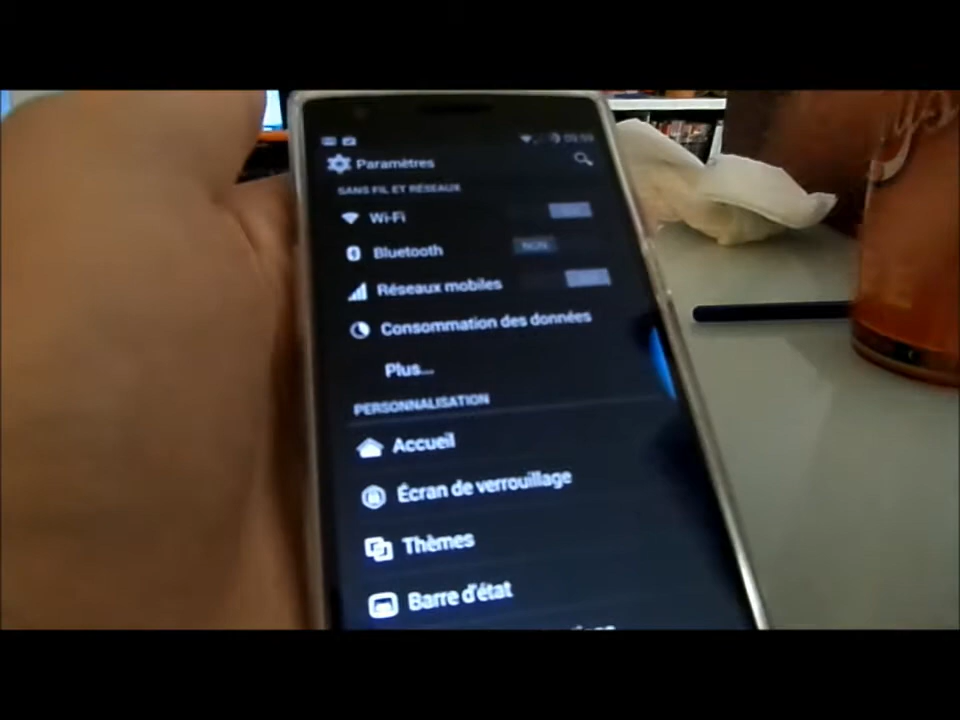 Paramètres
SANS FIL ET RÉSEAUX
Wi-Fi
Bluetooth NON
Réseaux mobiles
Consommation des données
Plus...
PERSONNALISATION
Accueil
Écran de verrouillage
Thèmes
Barre d'état